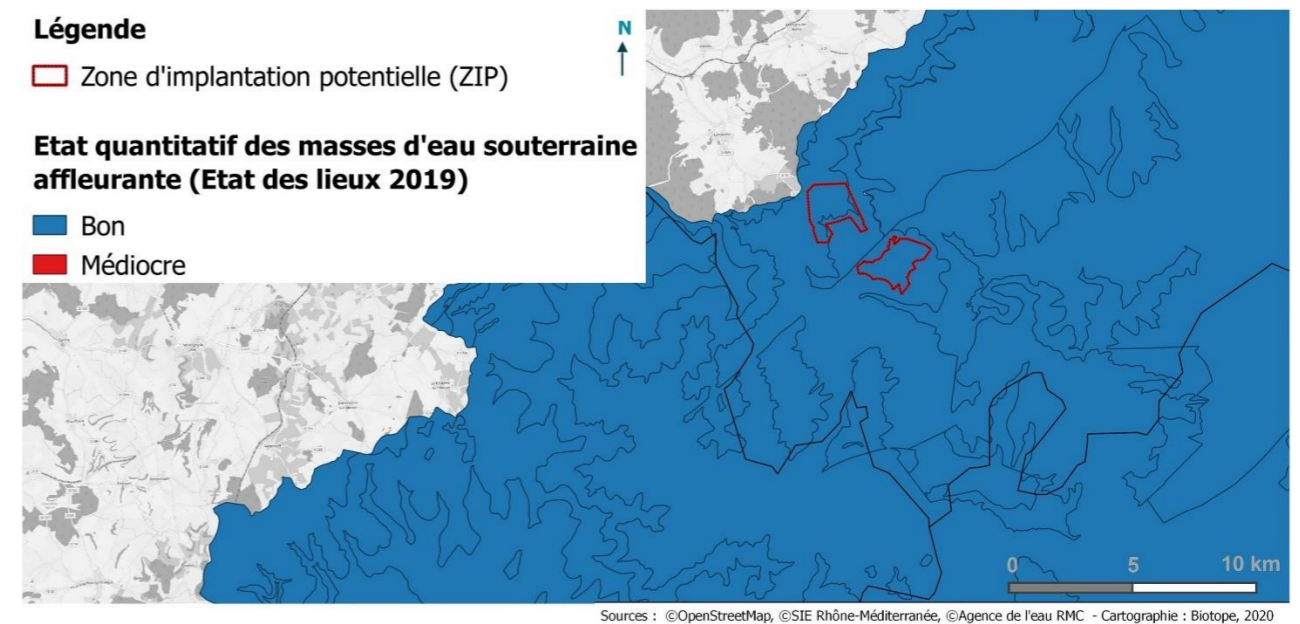 Légende
N
Zone d'implantation potentielle (ZIP)
Etat quantitatif des masses d'eau souterraine
affleurante (Etat des lieux 2019)
Bon
Médiocre
0 5 10 km
Sources : ©OpenStreetMap, ©SIE Rhône-Méditerranée, ©Agence de l'eau RMC - Cartographie : Biotope, 2020